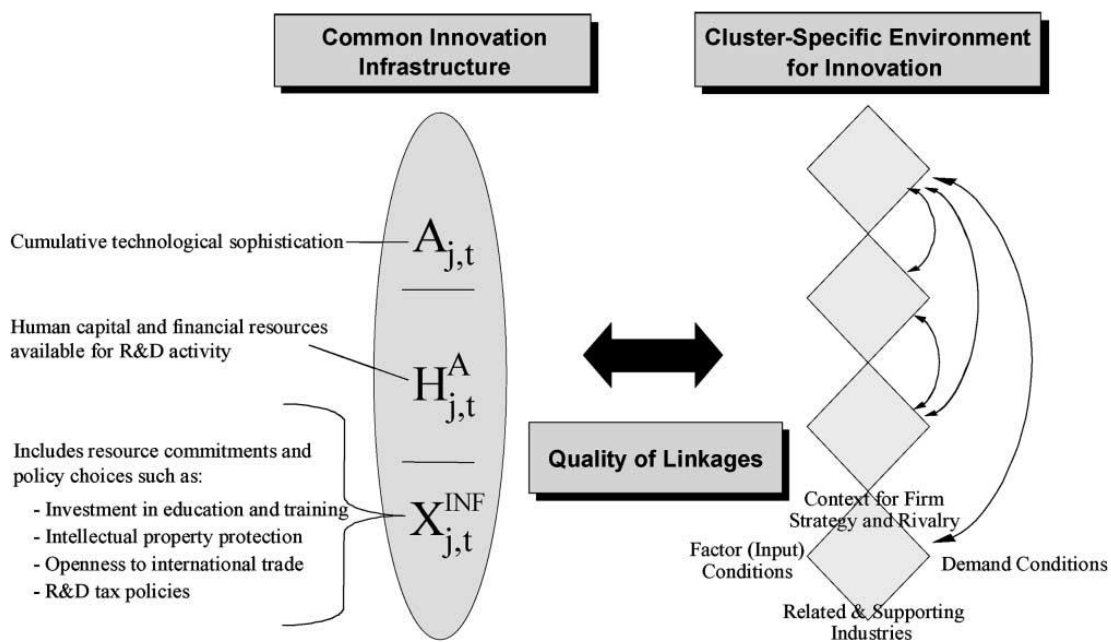 Common Innovation
Infrastructure
Cluster-Specific Environment
for Innovation
Cumulative technological sophistication
A j,t
Human capital and financial resources
available for R&D activity
H A j,t
Includes resource commitments and
policy choices such as:
- Investment in education and training
- Intellectual property protection
- Openness to international trade
- R&D tax policies
X INF j,t
Quality of Linkages
Context for Firm
Strategy and Rivalry
Factor (Input)
Conditions
Demand Conditions
Related & Supporting
Industries